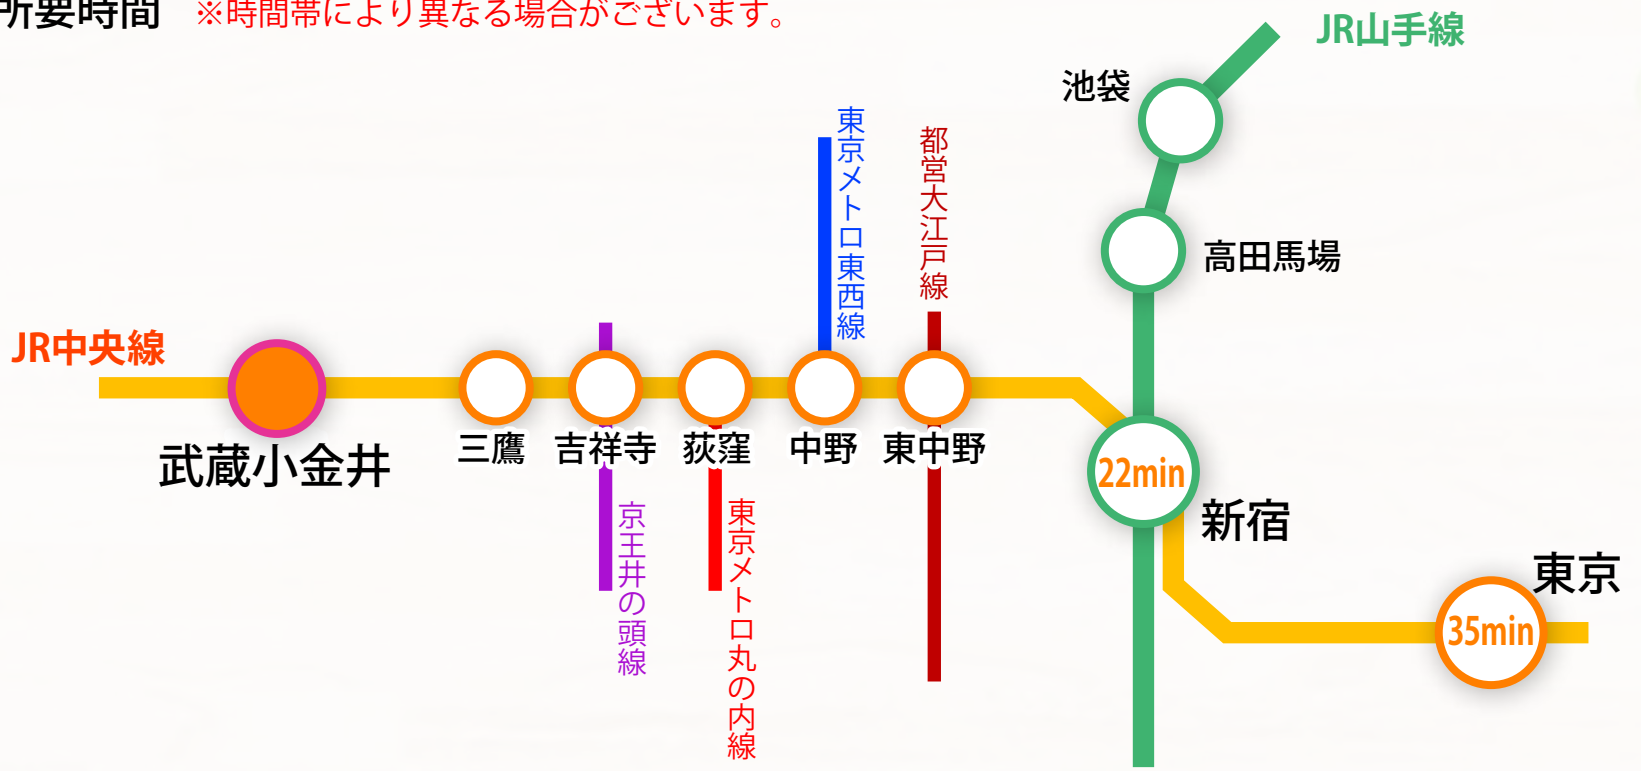 所要時間 ※時間帯により異なる場合がございます。
JR山手線
池袋
高田馬場
東京メトロ東西線
都営大江戸線
JR中央線
武蔵小金井
三鷹
吉祥寺
荻窪
中野
東中野
22min
新宿
京王井の頭線
東京メトロ丸の内線
東京
35min